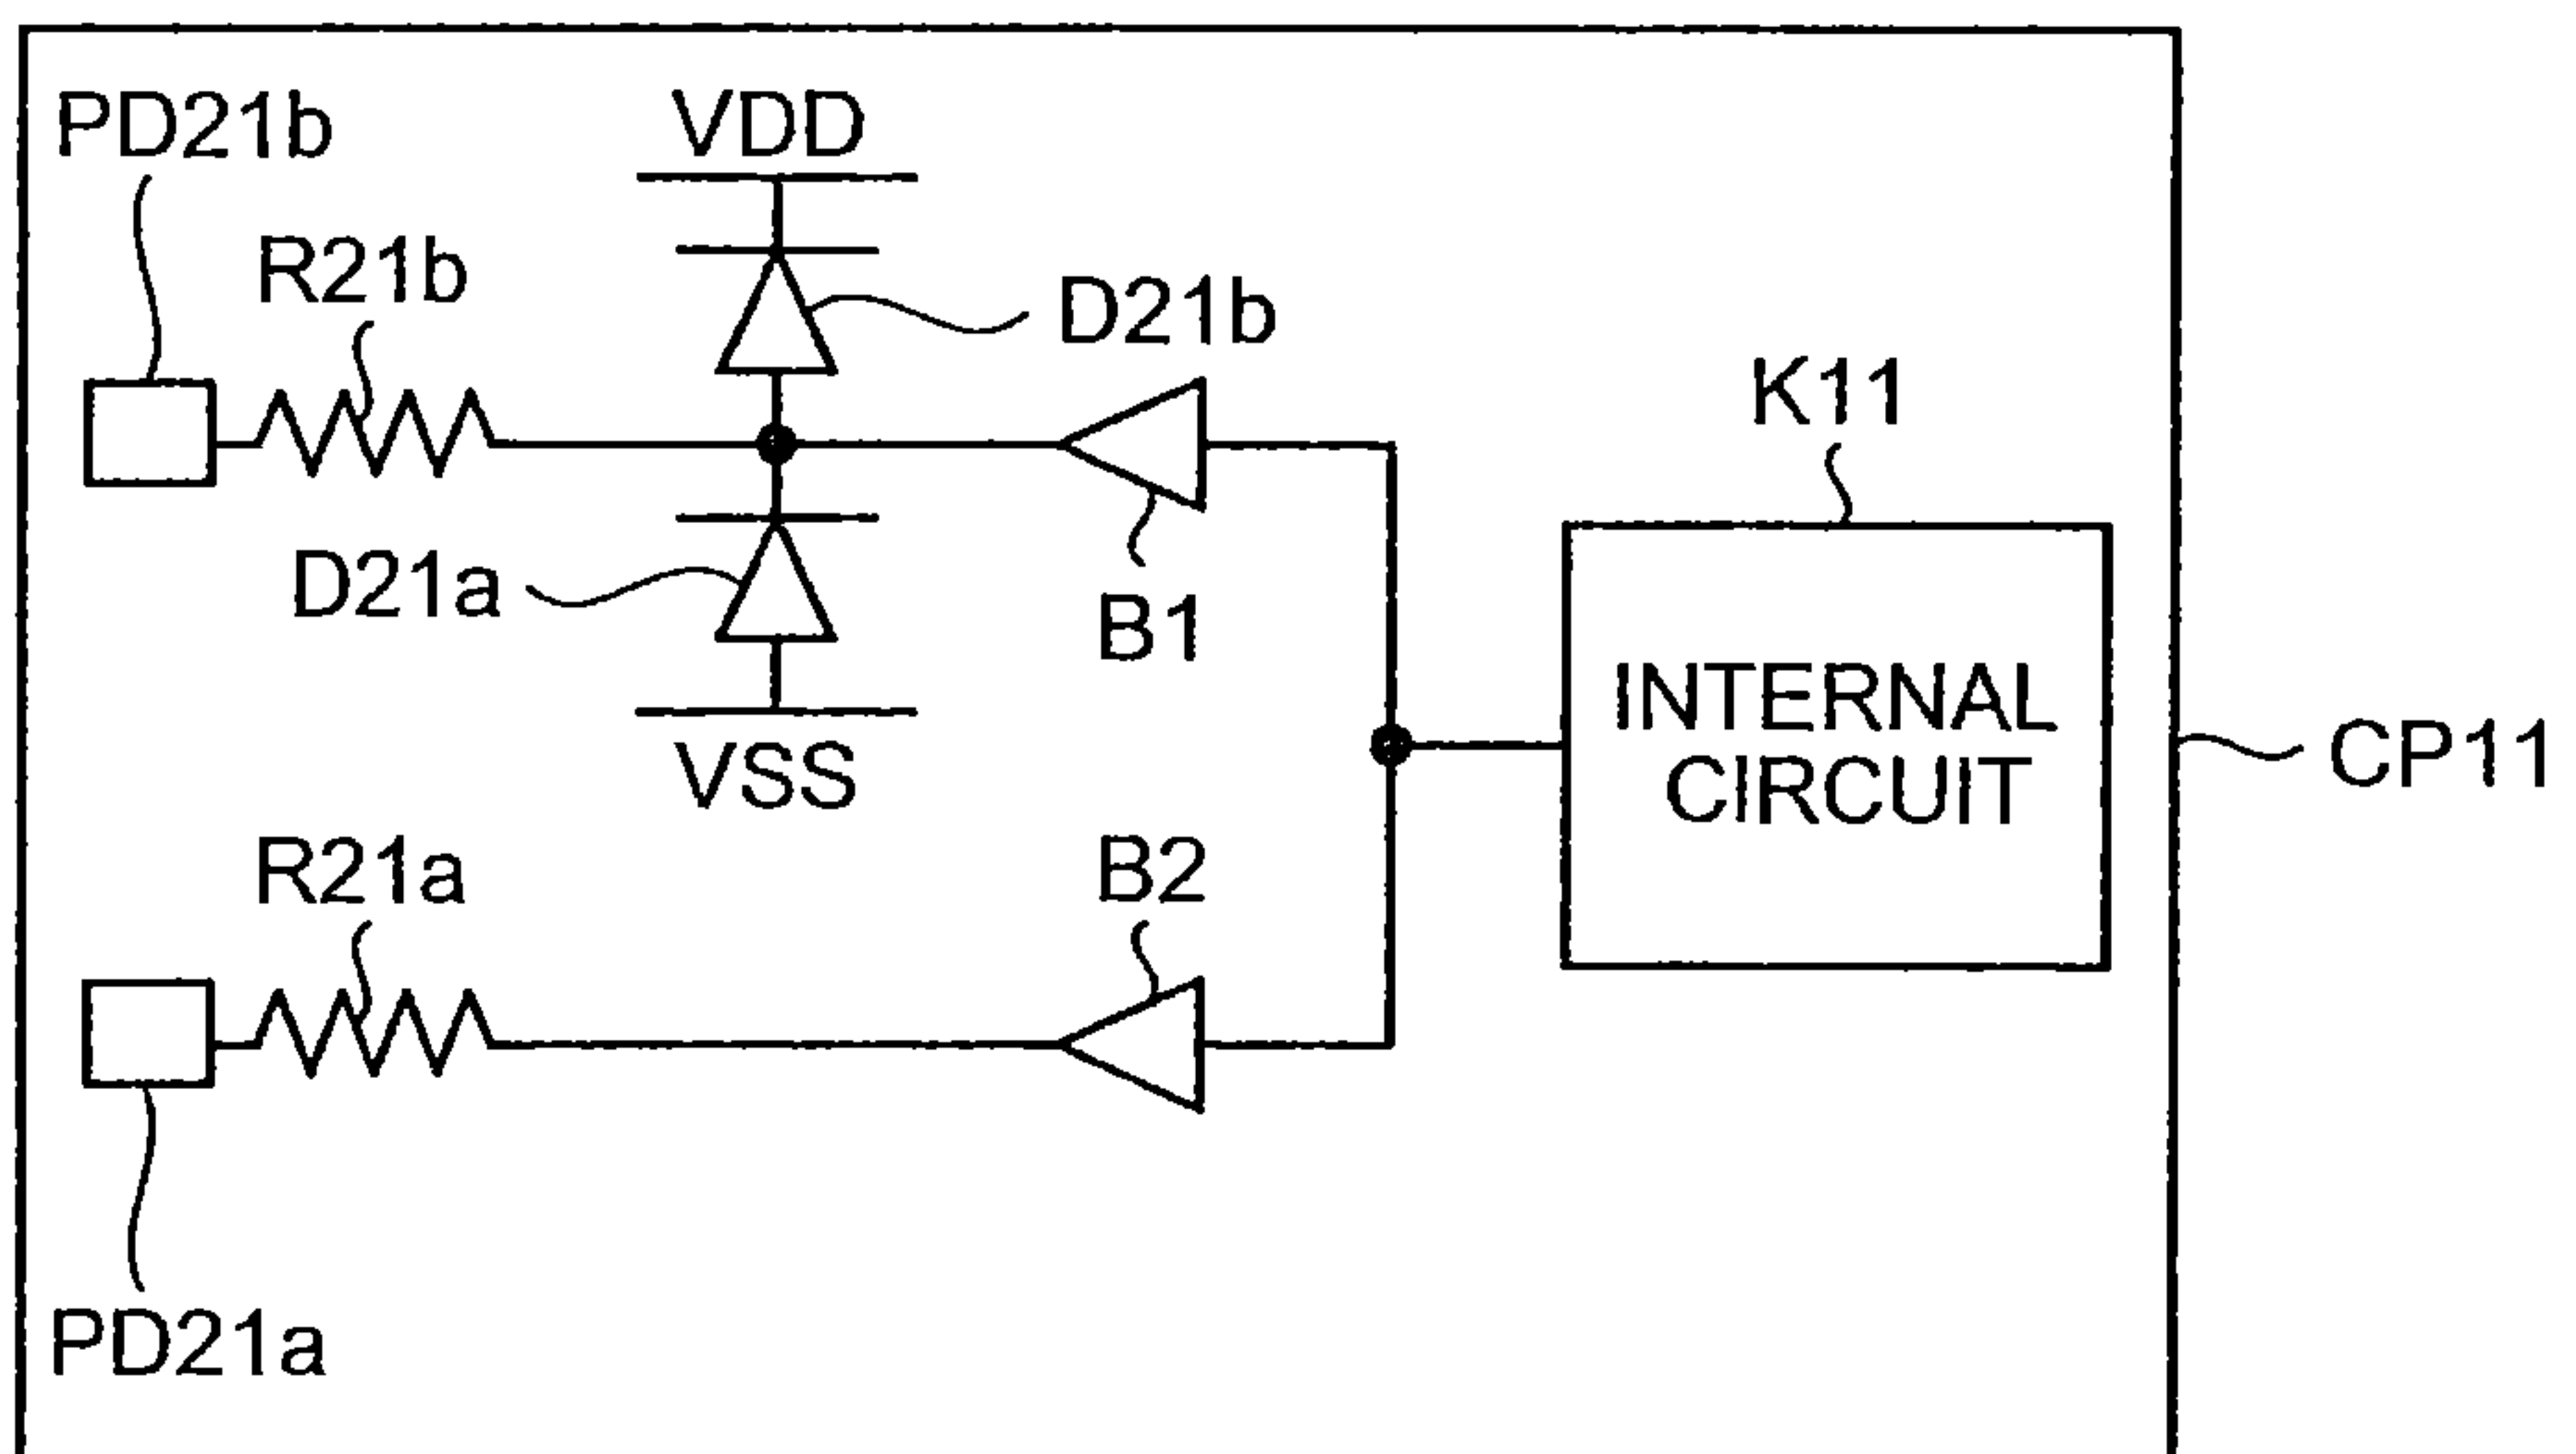 PD21b
VDD
R21b
D21b
K11
D21a
B1
INTERNAL
CIRCUIT
CP11
VSS
R21a
B2
PD21a